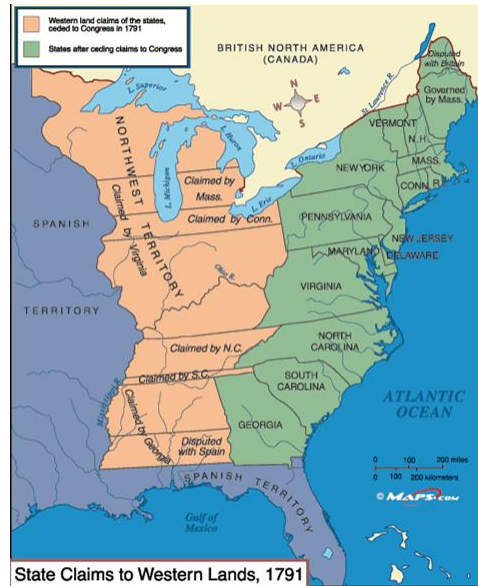 Western land claims of the states,
ceded to Congress in 1791
States after ceding claims to Congress
BRITISH NORTH AMERICA
(CANADA)
N
W E
S
Disputed
with Britain
Governed
by Mass.
St. Lawrence R.
L. Superior
L. Huron
L. Michigan
L. Ontario
L. Erie
VERMONT
N.H.
MASS.
CONN.
R.I.
NEW YORK
NORTHWEST TERRITORY
Claimed by
Mass.
Claimed by Conn.
Claimed by Virginia
PENNSYLVANIA
NEW JERSEY
MARYLAND
DELAWARE
Ohio R.
SPANISH
TERRITORY
VIRGINIA
NORTH
CAROLINA
Claimed by N.C.
Claimed by S.C.
SOUTH
CAROLINA
Mississippi R.
Claimed by Georgia
GEORGIA
Disputed
with Spain
SPANISH TERRITORY
Gulf of
Mexico
ATLANTIC
OCEAN
0 100 200 miles
0 100 200 kilometers
© MAPS.COM
State Claims to Western Lands, 1791